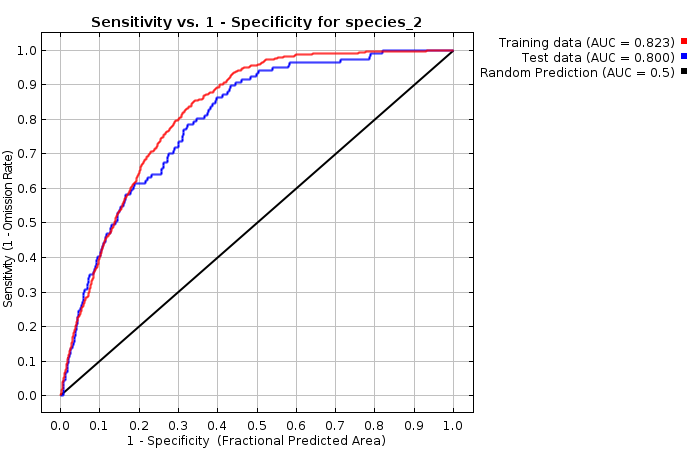 Sensitivity vs. 1 - Specificity for species_2
Training data (AUC = 0.823)
Test data (AUC = 0.800)
Random Prediction (AUC = 0.5)
Sensitivity (1 - Omission Rate)
1.0
0.9
0.8
0.7
0.6
0.5
0.4
0.3
0.2
0.1
0.0
0.0 0.1 0.2 0.3 0.4 0.5 0.6 0.7 0.8 0.9 1.0
1 - Specificity (Fractional Predicted Area)